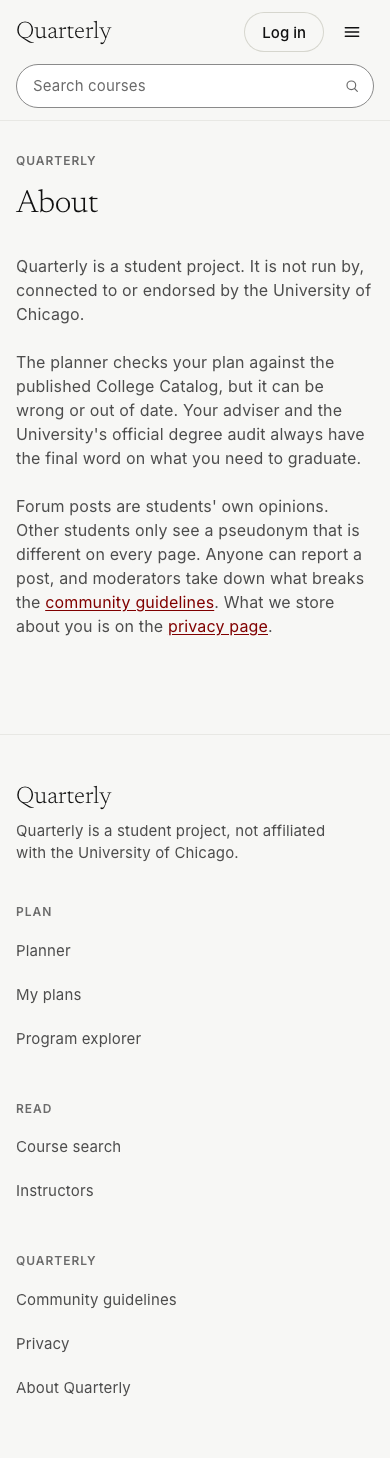 Quarterly
Log in
Search courses
QUARTERLY
About
Quarterly is a student project. It is not run by,
connected to or endorsed by the University of
Chicago.
The planner checks your plan against the
published College Catalog, but it can be
wrong or out of date. Your adviser and the
University's official degree audit always have
the final word on what you need to graduate.
Forum posts are students' own opinions.
Other students only see a pseudonym that is
different on every page. Anyone can report a
post, and moderators take down what breaks
the community guidelines. What we store
about you is on the privacy page.
Quarterly
Quarterly is a student project, not affiliated
with the University of Chicago.
PLAN
Planner
My plans
Program explorer
READ
Course search
Instructors
QUARTERLY
Community guidelines
Privacy
About Quarterly